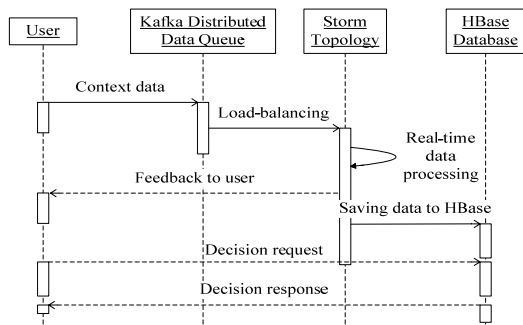 User
Kafka Distributed
Data Queue
Storm
Topology
HBase
Database
Context data
Load-balancing
Real-time
data
processing
Feedback to user
Saving data to HBase
Decision request
Decision response